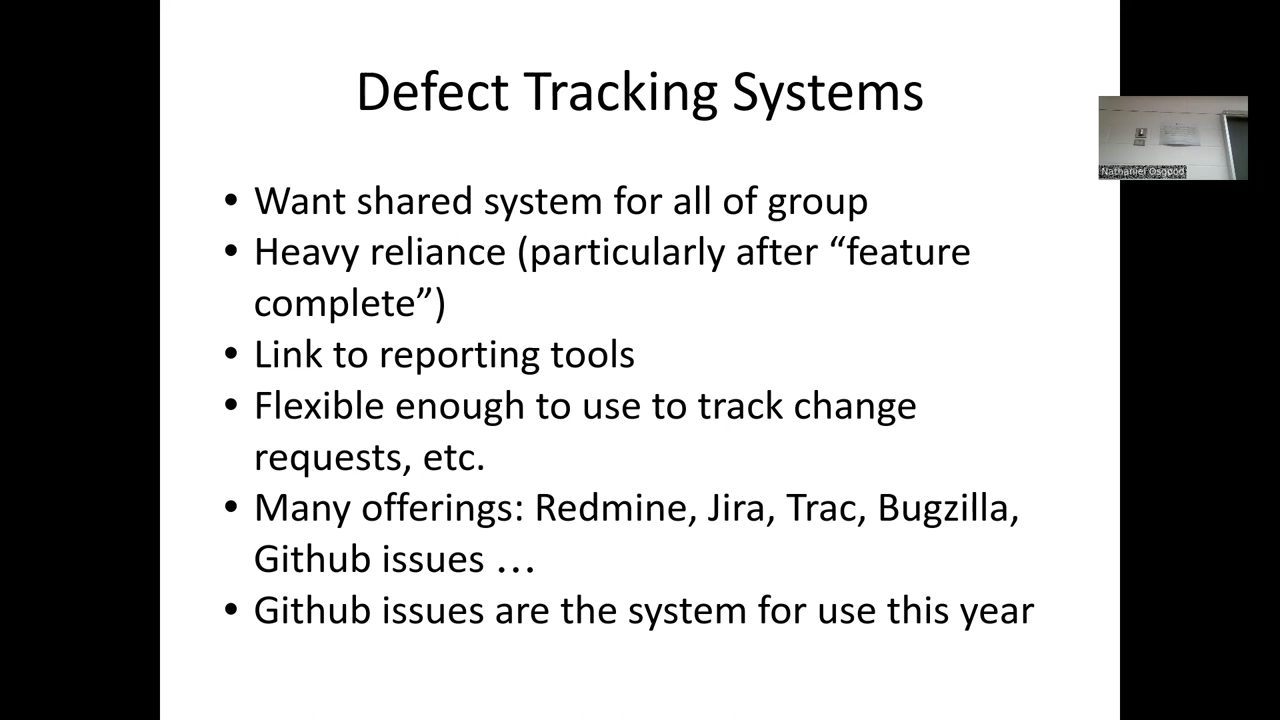 Defect Tracking Systems
• Want shared system for all of group
• Heavy reliance (particularly after “feature
complete”)
• Link to reporting tools
• Flexible enough to use to track change
requests, etc.
• Many offerings: Redmine, Jira, Trac, Bugzilla,
Github issues …
• Github issues are the system for use this year
Nathaniel Osgood